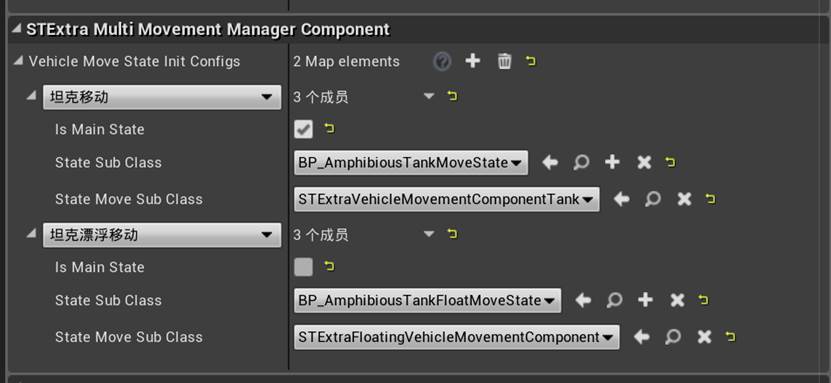 STExtra Multi Movement Manager Component
Vehicle Move State Init Configs 2 Map elements
坦克移动 3 个成员
Is Main State
State Sub Class BP_AmphibiousTankMoveState
State Move Sub Class STExtraVehicleMovementComponentTank
坦克漂浮移动 3 个成员
Is Main State
State Sub Class BP_AmphibiousTankFloatMoveState
State Move Sub Class STExtraFloatingVehicleMovementComponent